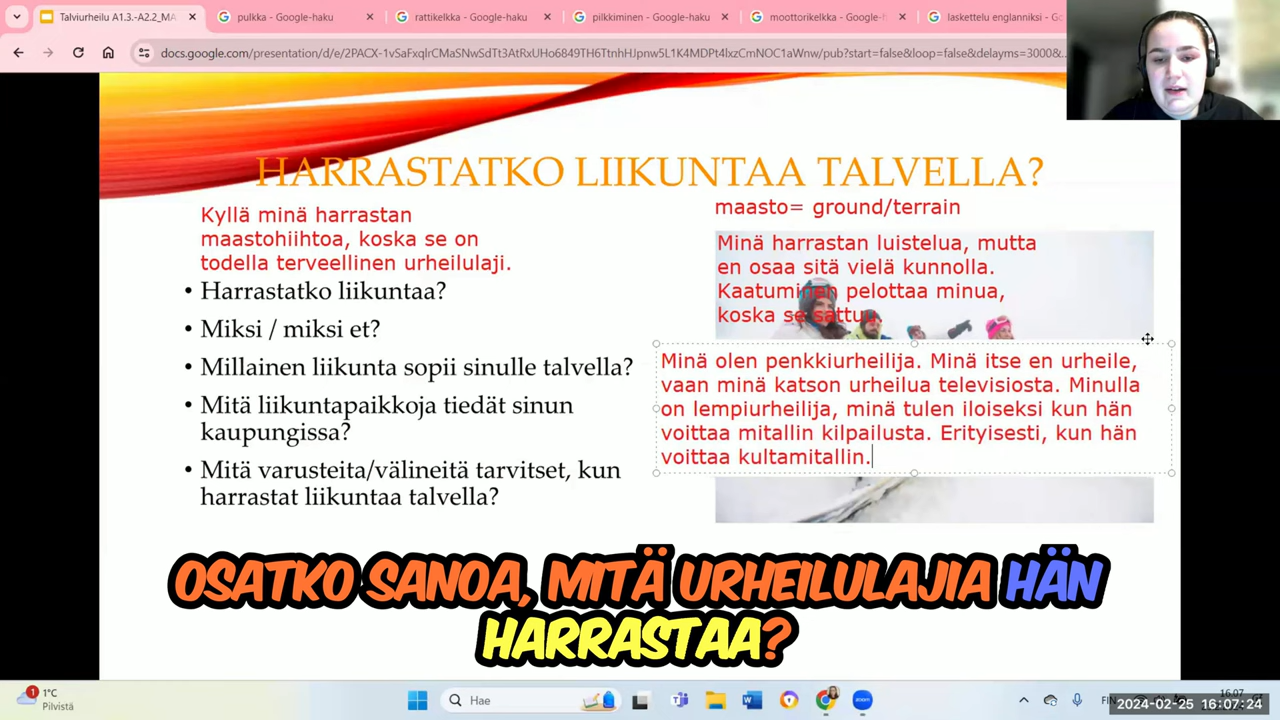 Talviurheilu A1.3.-A2.2_MA
pulkka - Google-haku
rattikelkka - Google-haku
pilkkiminen - Google-haku
moottorikelkka - Google-h
laskettelu englanniksi - Go
docs.google.com/presentation/d/e/2PACX-1vSaFxqlrCMaSNwSdTt3AtRxUHo6849TH6TtnhHJpnw5L1K4MDPt4lxzCmNOC1aWnw/pub?start=false&loop=false&delayms=3000&...
HARRASTATKO LIIKUNTAA TALVELLA?
Kyllä minä harrastan
maastohiihtoa, koska se on
todella terveellinen urheilulaji.
• Harrastatko liikuntaa?
• Miksi / miksi et?
• Millainen liikunta sopii sinulle talvella?
• Mitä liikuntapaikkoja tiedät sinun
kaupungissa?
• Mitä varusteita/välineitä tarvitset, kun
harrastat liikuntaa talvella?
maasto= ground/terrain
Minä harrastan luistelua, mutta
en osaa sitä vielä kunnolla.
Kaatuminen pelottaa minua,
koska se sattuu.
Minä olen penkkiurheilija. Minä itse en urheile,
vaan minä katson urheilua televisiosta. Minulla
on lempiurheilija, minä tulen iloiseksi kun hän
voittaa mitallin kilpailusta. Erityisesti, kun hän
voittaa kultamitallin.
OSATKO SANOA, MITÄ URHEILULAJIA HÄN
HARRASTAA?
1
1°C
Pilvistä
Hae
zoom
FIN
16.07
2024-02-25 16:07:24